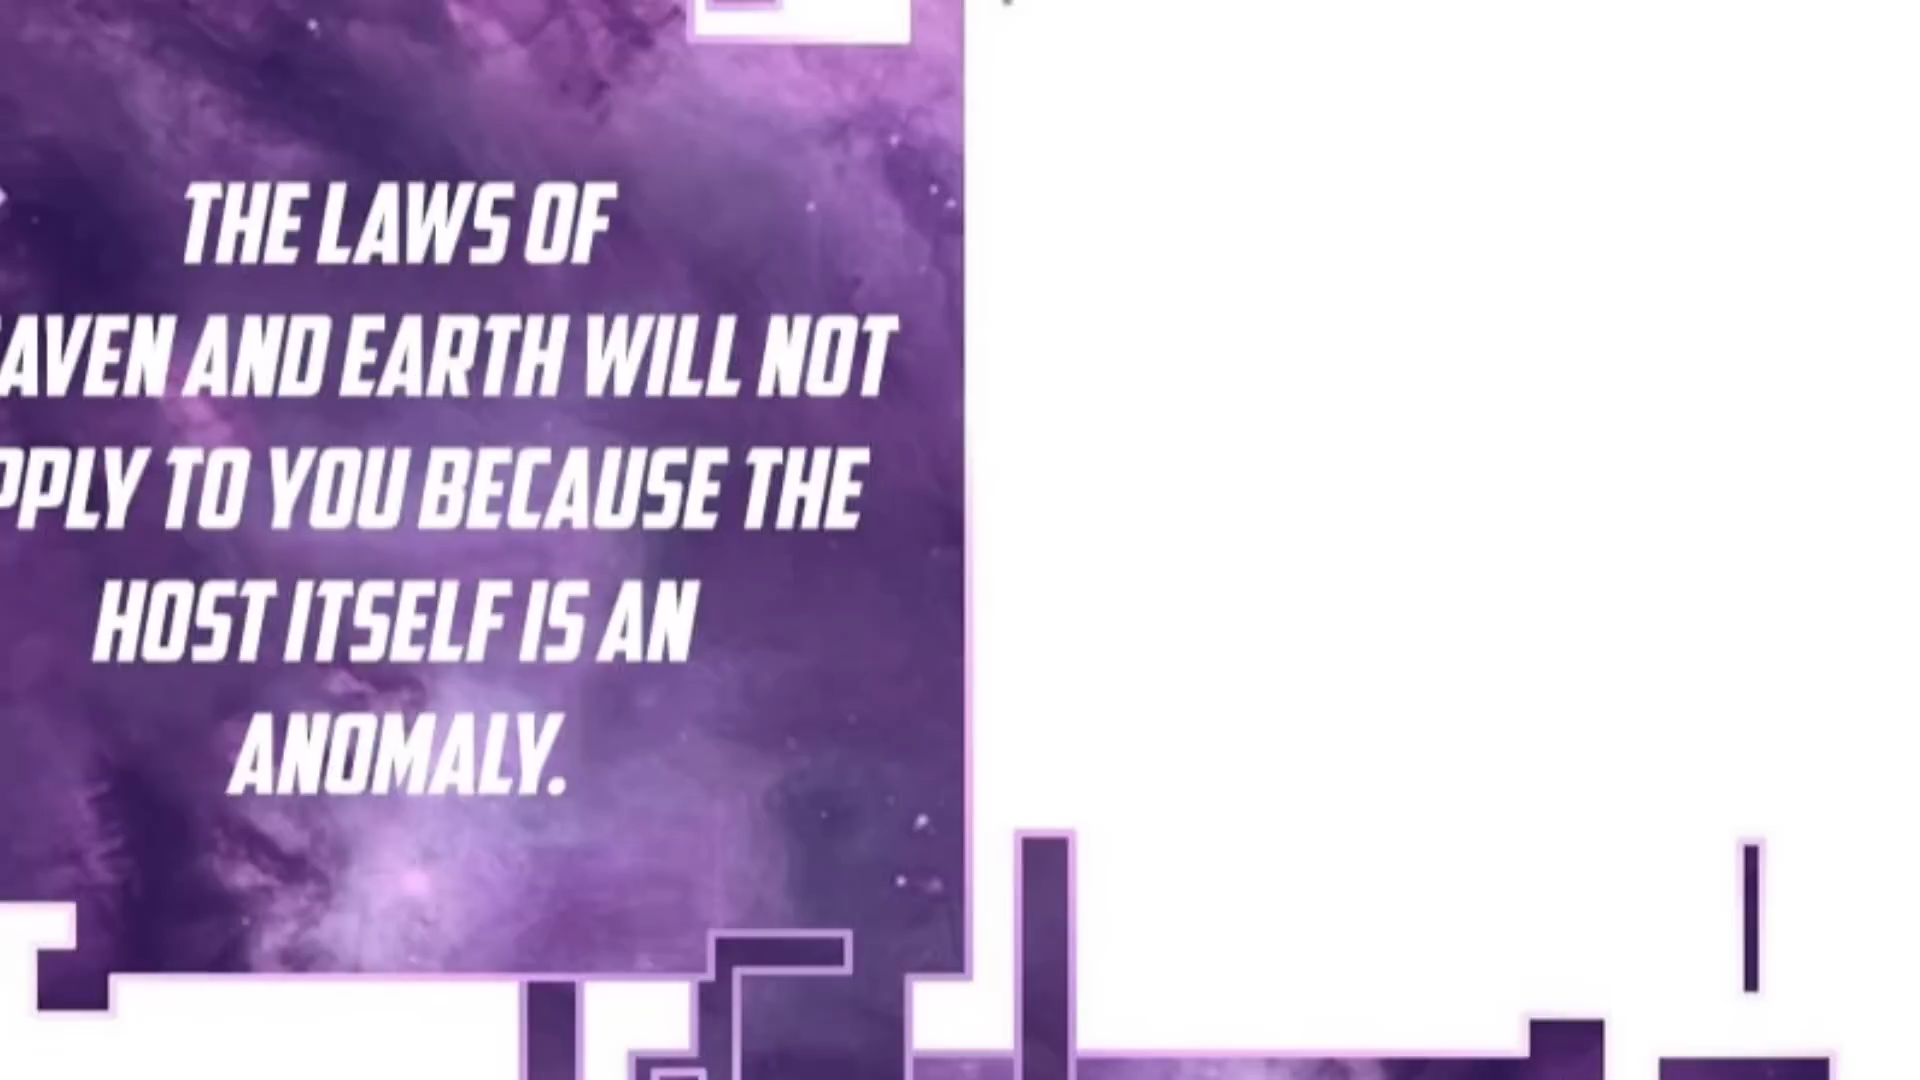 THE LAWS OF
AVEN AND EARTH WILL NOT
PPLY TO YOU BECAUSE THE
HOST ITSELF IS AN
ANOMALY.